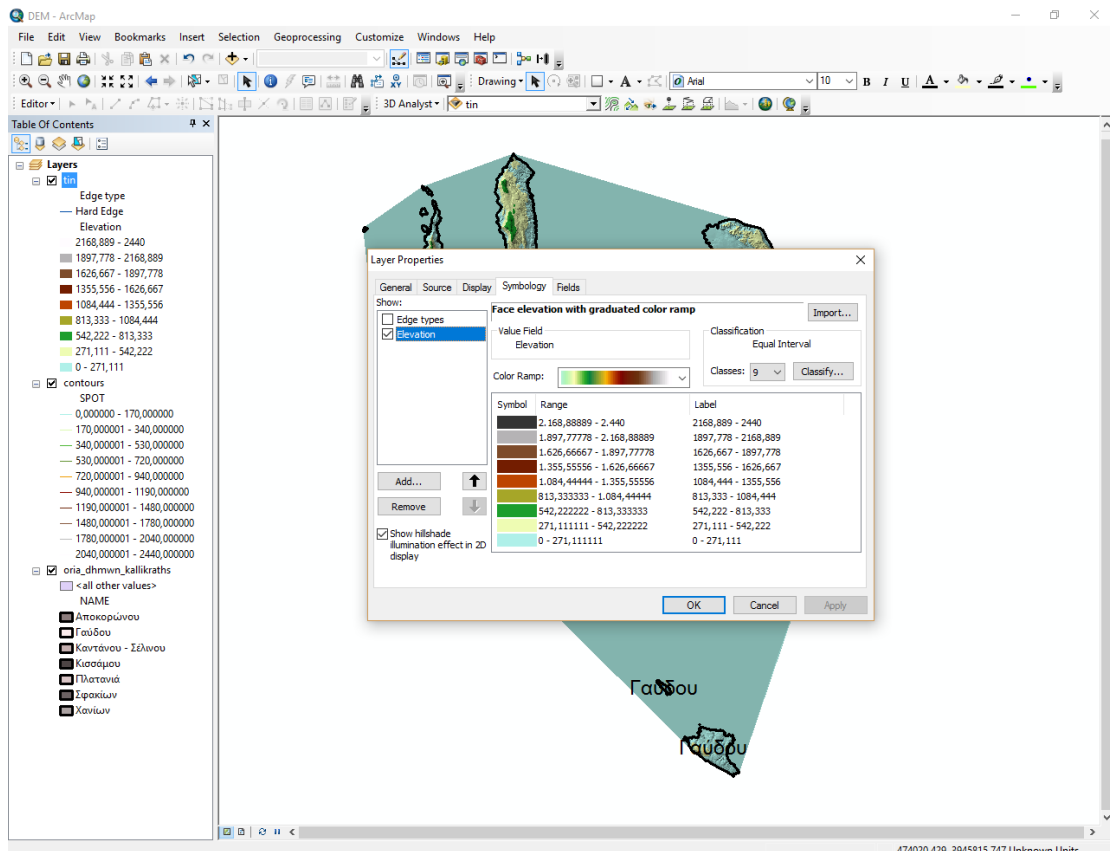 DEM - ArcMap
File Edit View Bookmarks Insert Selection Geoprocessing Customize Windows Help
Drawing Arial 10 B I U A
Editor 3D Analyst tin
Table Of Contents
Layers
tin
Edge type
Hard Edge
Elevation
2168,889 - 2440
1897,778 - 2168,889
1626,667 - 1897,778
1355,556 - 1626,667
1084,444 - 1355,556
813,333 - 1084,444
542,222 - 813,333
271,111 - 542,222
0 - 271,111
contours
SPOT
0,000000 - 170,000000
170,000001 - 340,000000
340,000001 - 530,000000
530,000001 - 720,000000
720,000001 - 940,000000
940,000001 - 1190,000000
1190,000001 - 1480,000000
1480,000001 - 1780,000000
1780,000001 - 2040,000000
2040,000001 - 2440,000000
oria_dhmwn_kallikraths
<all other values>
NAME
Αποκορώνου
Γαύδου
Καντάνου - Σέλινου
Κισσάμου
Πλατανιά
Σφακίων
Χανίων
Layer Properties
General Source Display Symbology Fields
Show:
Edge types
Elevation
Face elevation with graduated color ramp
Import...
Value Field
Elevation
Classification
Equal Interval
Color Ramp:
Classes: 9 Classify...
Symbol Range Label
2.168,88889 - 2.440 2168,889 - 2440
1.897,77778 - 2.168,88889 1897,778 - 2168,889
1.626,66667 - 1.897,77778 1626,667 - 1897,778
1.355,55556 - 1.626,66667 1355,556 - 1626,667
1.084,44444 - 1.355,55556 1084,444 - 1355,556
813,333333 - 1.084,44444 813,333 - 1084,444
542,222222 - 813,333333 542,222 - 813,333
271,111111 - 542,222222 271,111 - 542,222
0 - 271,111111 0 - 271,111
Add...
Remove
Show hillshade
illumination effect in 2D
display
OK Cancel Apply
Γαύδου
Γαύδου
474020,429 3945815,747 Unknown Units